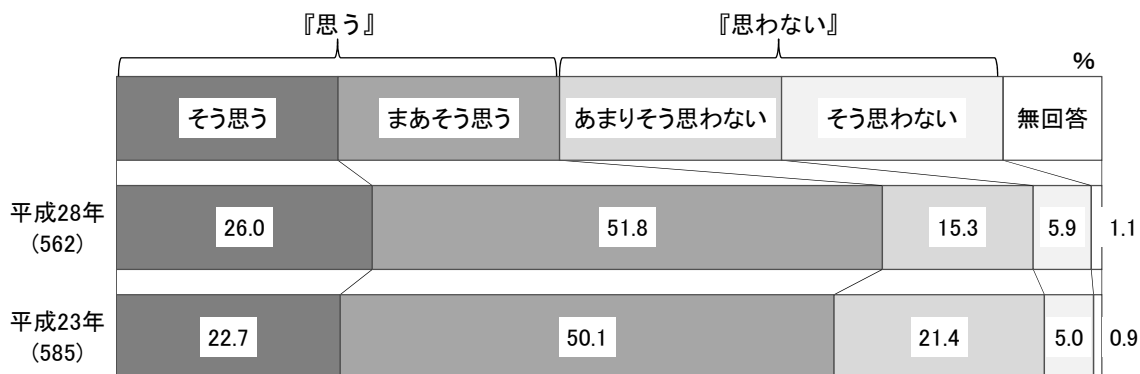 『思う』 『思わない』
%
そう思う まあそう思う あまりそう思わない そう思わない 無回答
平成28年
(562)
26.0 51.8 15.3 5.9 1.1
平成23年
(585)
22.7 50.1 21.4 5.0 0.9